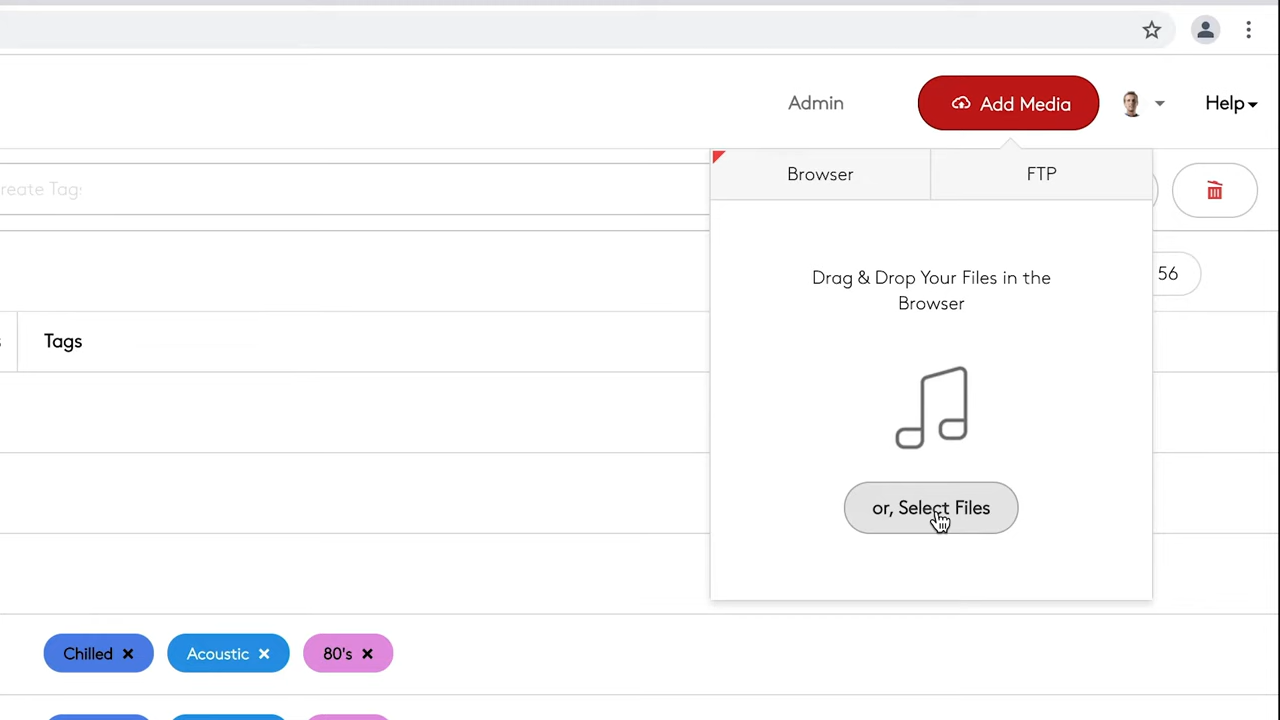 Admin
Add Media
Help
reate Tags
Browser
FTP
56
Drag & Drop Your Files in the
Browser
Tags
or, Select Files
Chilled
Acoustic
80's